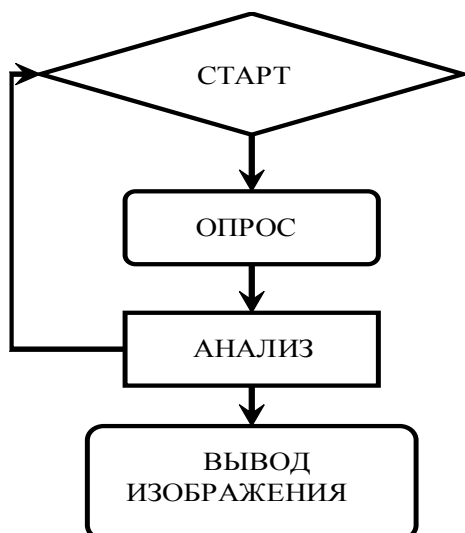 СТАРТ
ОПРОС
АНАЛИЗ
ВЫВОД
ИЗОБРАЖЕНИЯ